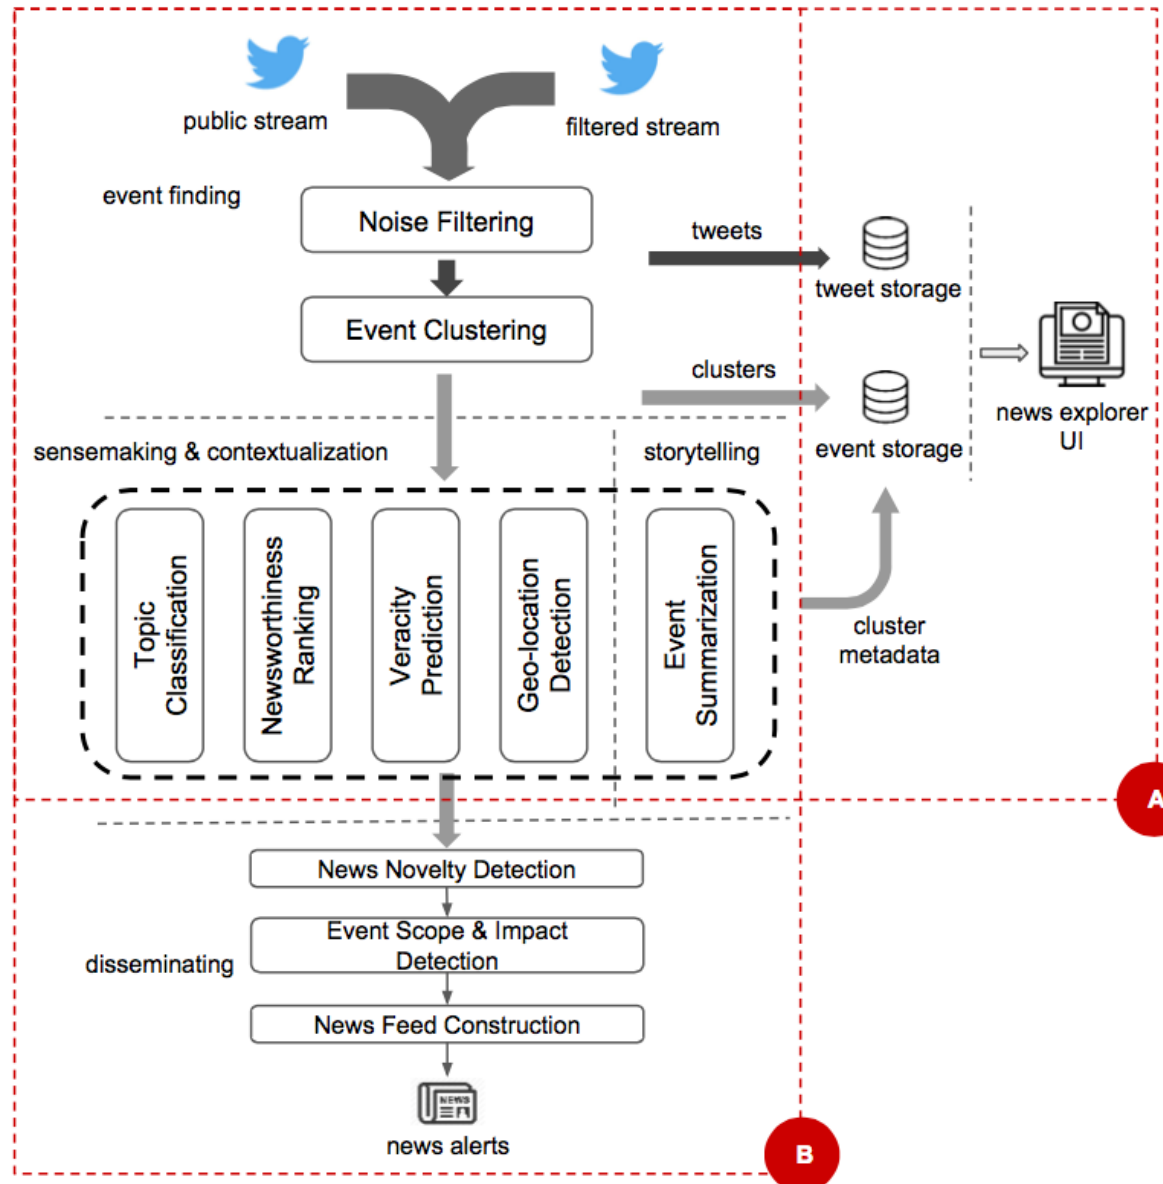 public stream
filtered stream
event finding
Noise Filtering
tweets
tweet storage
Event Clustering
clusters
event storage
news explorer
UI
sensemaking & contextualization
storytelling
Topic
Classification
Newsworthiness
Ranking
Veracity
Prediction
Geo-location
Detection
Event
Summarization
cluster
metadata
A
News Novelty Detection
Event Scope & Impact
Detection
disseminating
News Feed Construction
NEWS
news alerts
B